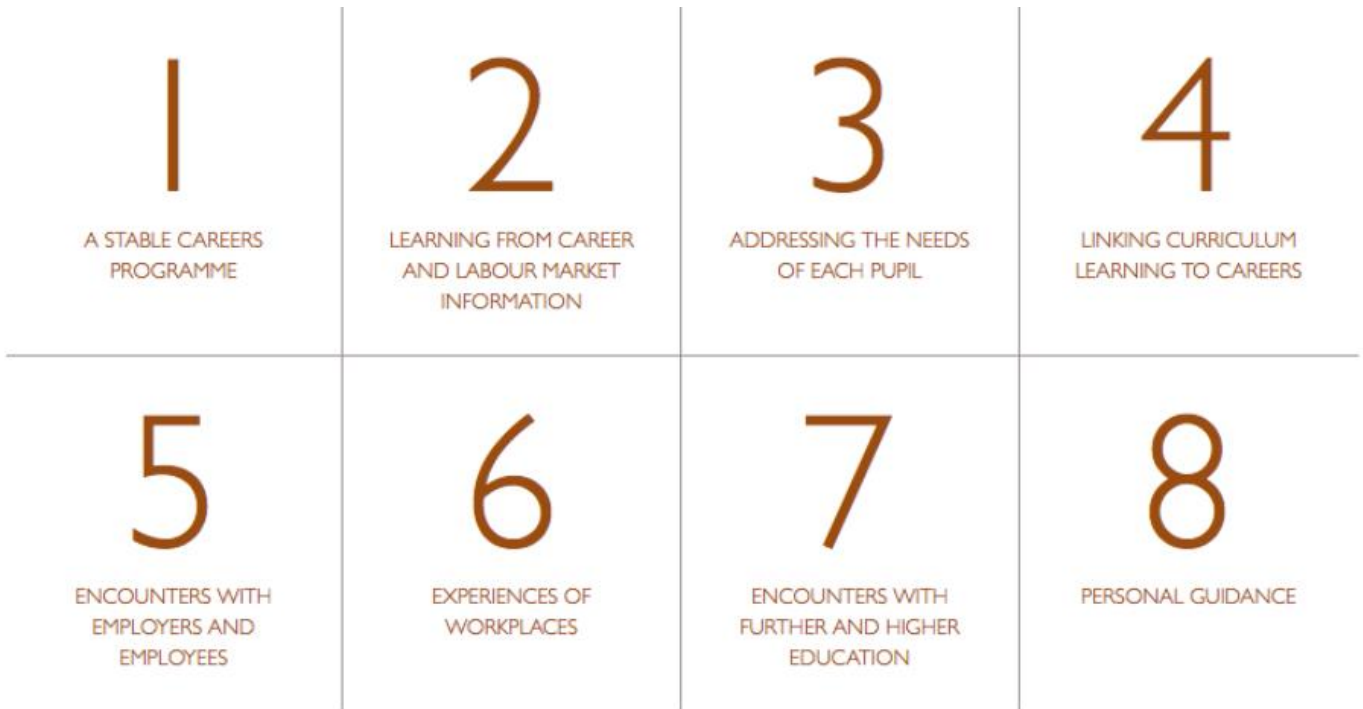 1
A STABLE CAREERS
PROGRAMME
2
LEARNING FROM CAREER
AND LABOUR MARKET
INFORMATION
3
ADDRESSING THE NEEDS
OF EACH PUPIL
4
LINKING CURRICULUM
LEARNING TO CAREERS
5
ENCOUNTERS WITH
EMPLOYERS AND
EMPLOYEES
6
EXPERIENCES OF
WORKPLACES
7
ENCOUNTERS WITH
FURTHER AND HIGHER
EDUCATION
8
PERSONAL GUIDANCE